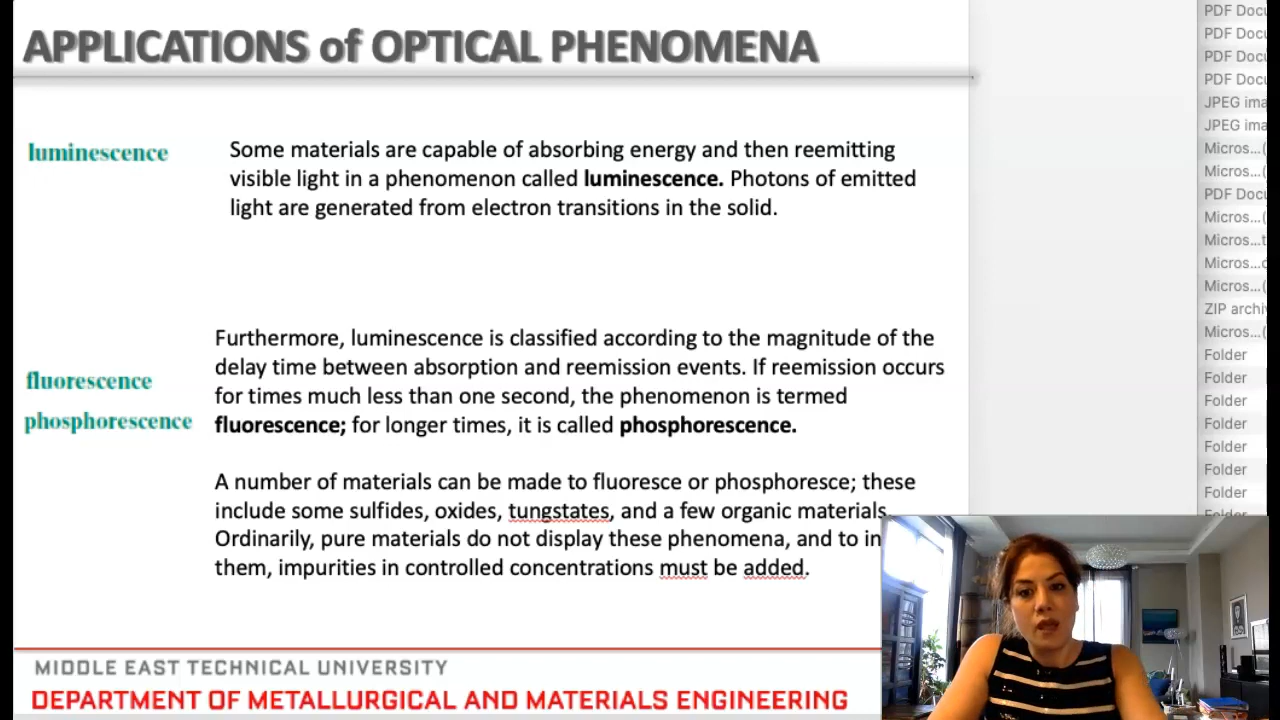 APPLICATIONS of OPTICAL PHENOMENA
luminescence
Some materials are capable of absorbing energy and then reemitting
visible light in a phenomenon called luminescence. Photons of emitted
light are generated from electron transitions in the solid.
fluorescence
phosphorescence
Furthermore, luminescence is classified according to the magnitude of the
delay time between absorption and reemission events. If reemission occurs
for times much less than one second, the phenomenon is termed
fluorescence; for longer times, it is called phosphorescence.
A number of materials can be made to fluoresce or phosphoresce; these
include some sulfides, oxides, tungstates, and a few organic materials.
Ordinarily, pure materials do not display these phenomena, and to in
them, impurities in controlled concentrations must be added.
MIDDLE EAST TECHNICAL UNIVERSITY
DEPARTMENT OF METALLURGICAL AND MATERIALS ENGINEERING
PDF Docu
PDF Docu
PDF Docu
PDF Docu
JPEG ima
JPEG ima
Micros...(
Micros...(
PDF Docu
Micros...(
Micros...t
Micros...c
Micros...(
ZIP archi
Micros...(
Folder
Folder
Folder
Folder
Folder
Folder
Folder
Folder